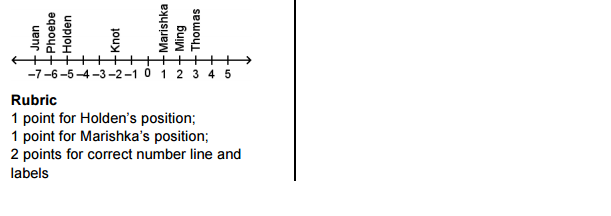 Juan
Phoebe
Holden
Knot
Marishka
Ming
Thomas
−7 −6 −5 −4 −3 −2 −1 0 1 2 3 4 5
Rubric
1 point for Holden's position;
1 point for Marishka's position;
2 points for correct number line and
labels